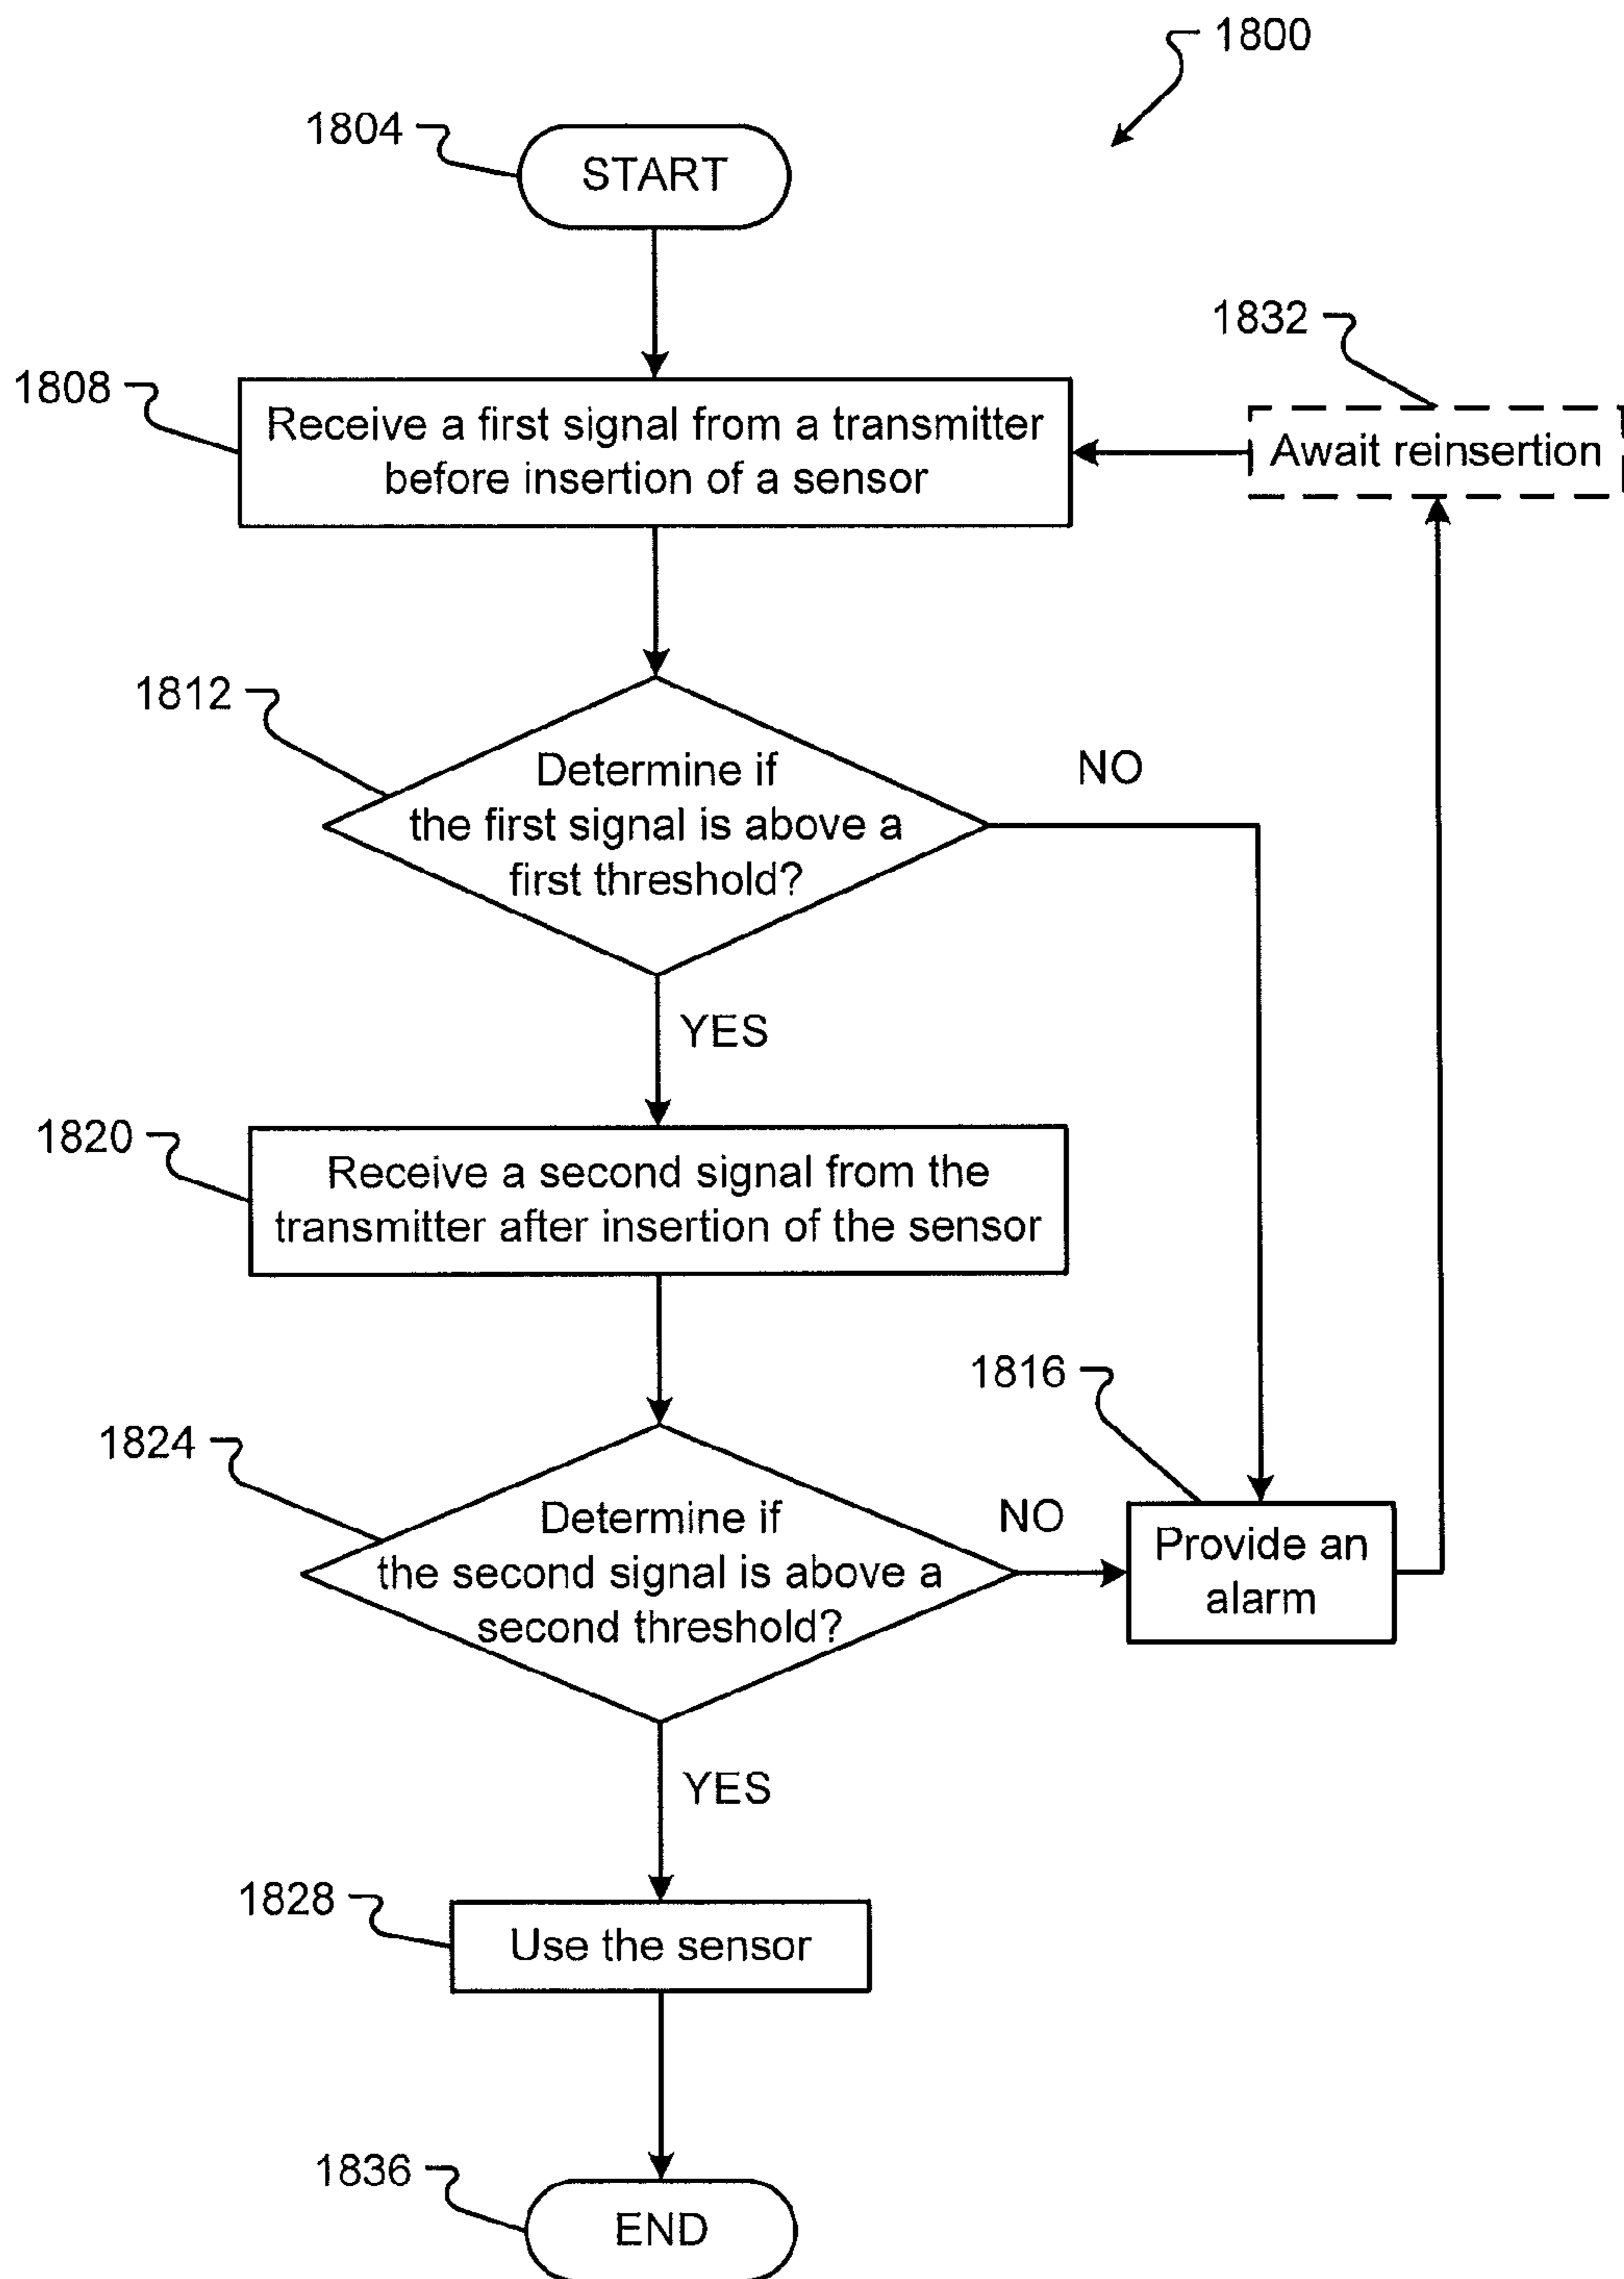 1800
1804
START
1832
1808
Receive a first signal from a transmitter
before insertion of a sensor
Await reinsertion
1812
Determine if
the first signal is above a
first threshold?
NO
YES
1820
Receive a second signal from the
transmitter after insertion of the sensor
1816
1824
Determine if
the second signal is above a
second threshold?
NO
Provide an
alarm
YES
1828
Use the sensor
1836
END